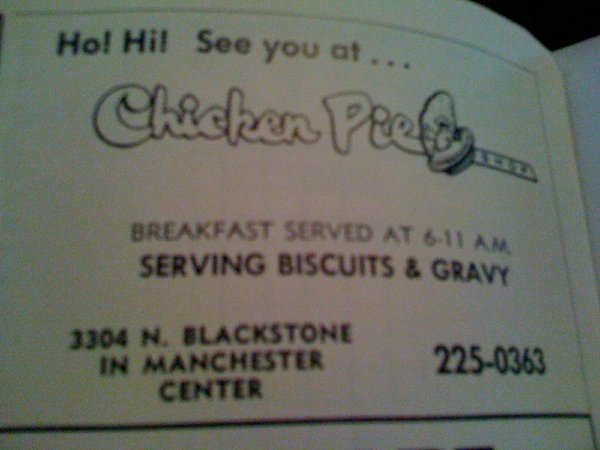 Ho! Hi! See you at ...
Chicken Pie
SHOP
BREAKFAST SERVED AT 6-11 A.M.
SERVING BISCUITS & GRAVY
3304 N. BLACKSTONE
IN MANCHESTER
CENTER
225-0363